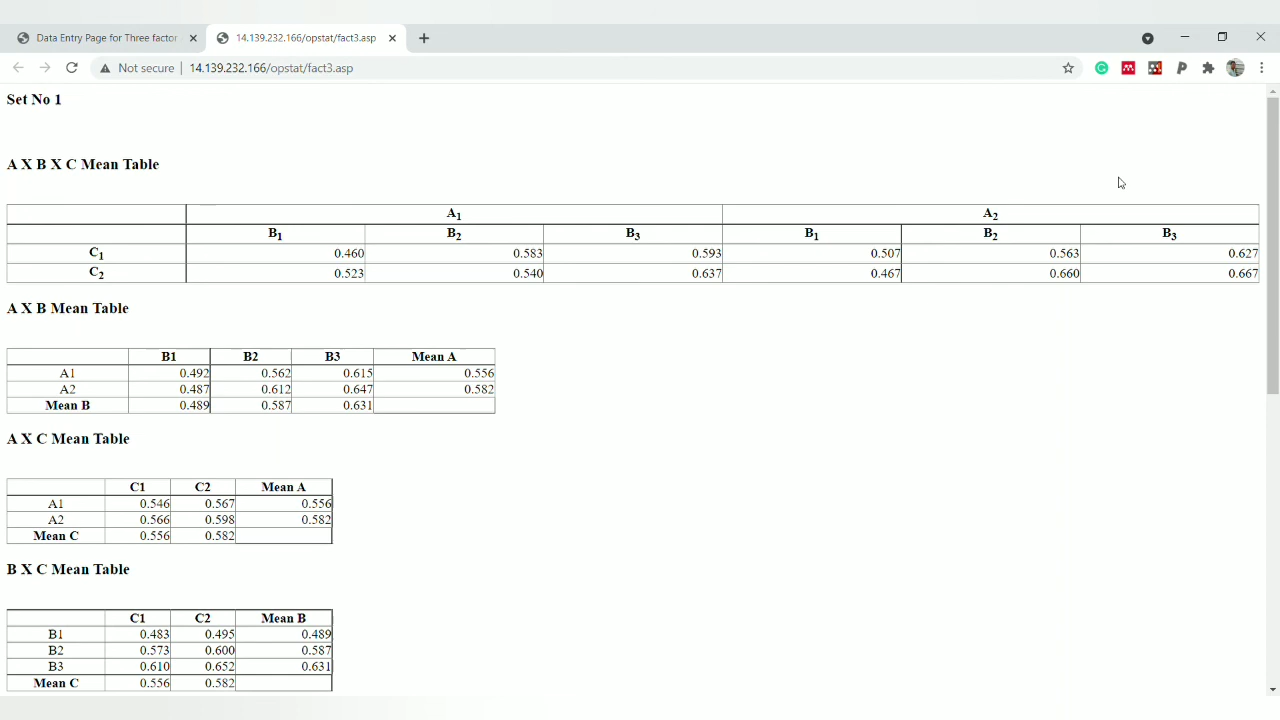 Data Entry Page for Three factor
14.139.232.166/opstat/fact3.asp
Not secure | 14.139.232.166/opstat/fact3.asp
Set No 1
A X B X C Mean Table
A1 A2
B1 B2 B3 B1 B2 B3
C1 0.460 0.583 0.593 0.507 0.563 0.627
C2 0.523 0.540 0.637 0.467 0.660 0.667
A X B Mean Table
B1 B2 B3 Mean A
A1 0.492 0.562 0.615 0.556
A2 0.487 0.612 0.647 0.582
Mean B 0.489 0.587 0.631
A X C Mean Table
C1 C2 Mean A
A1 0.546 0.567 0.556
A2 0.566 0.598 0.582
Mean C 0.556 0.582
B X C Mean Table
C1 C2 Mean B
B1 0.483 0.495 0.489
B2 0.573 0.600 0.587
B3 0.610 0.652 0.631
Mean C 0.556 0.582